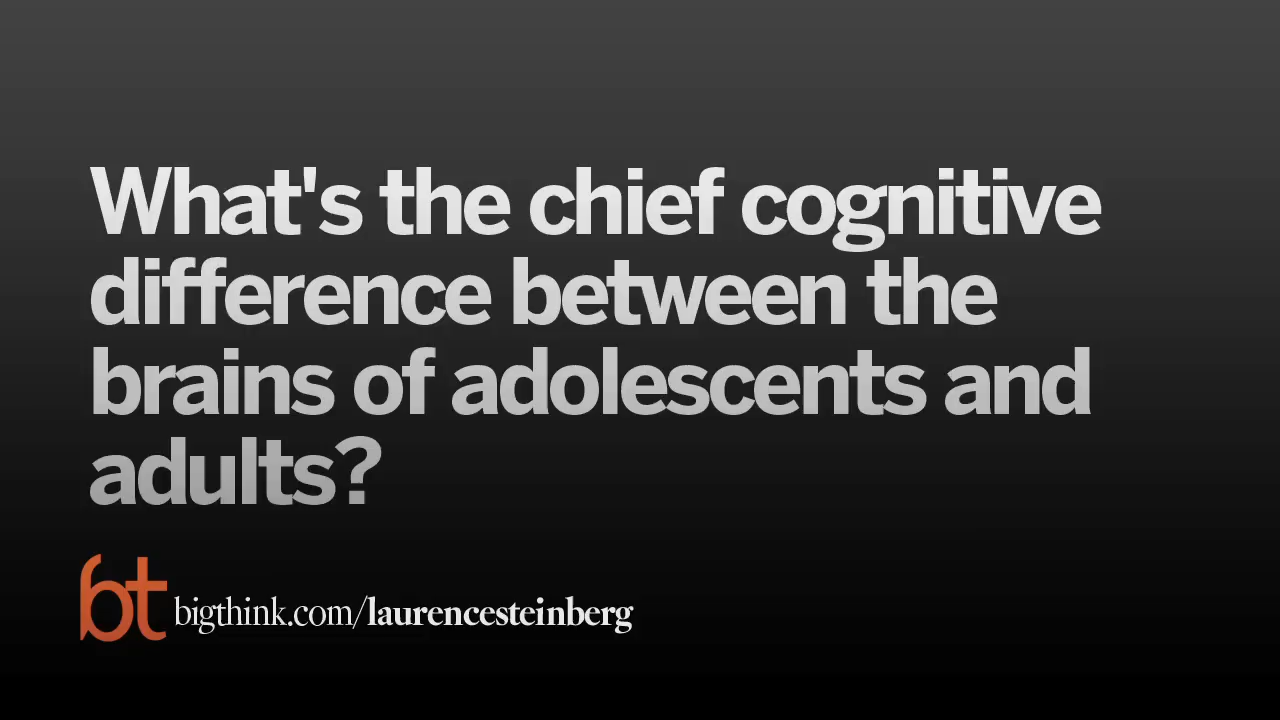 What's the chief cognitive
difference between the
brains of adolescents and
adults?
bt bigthink.com/laurencesteinberg